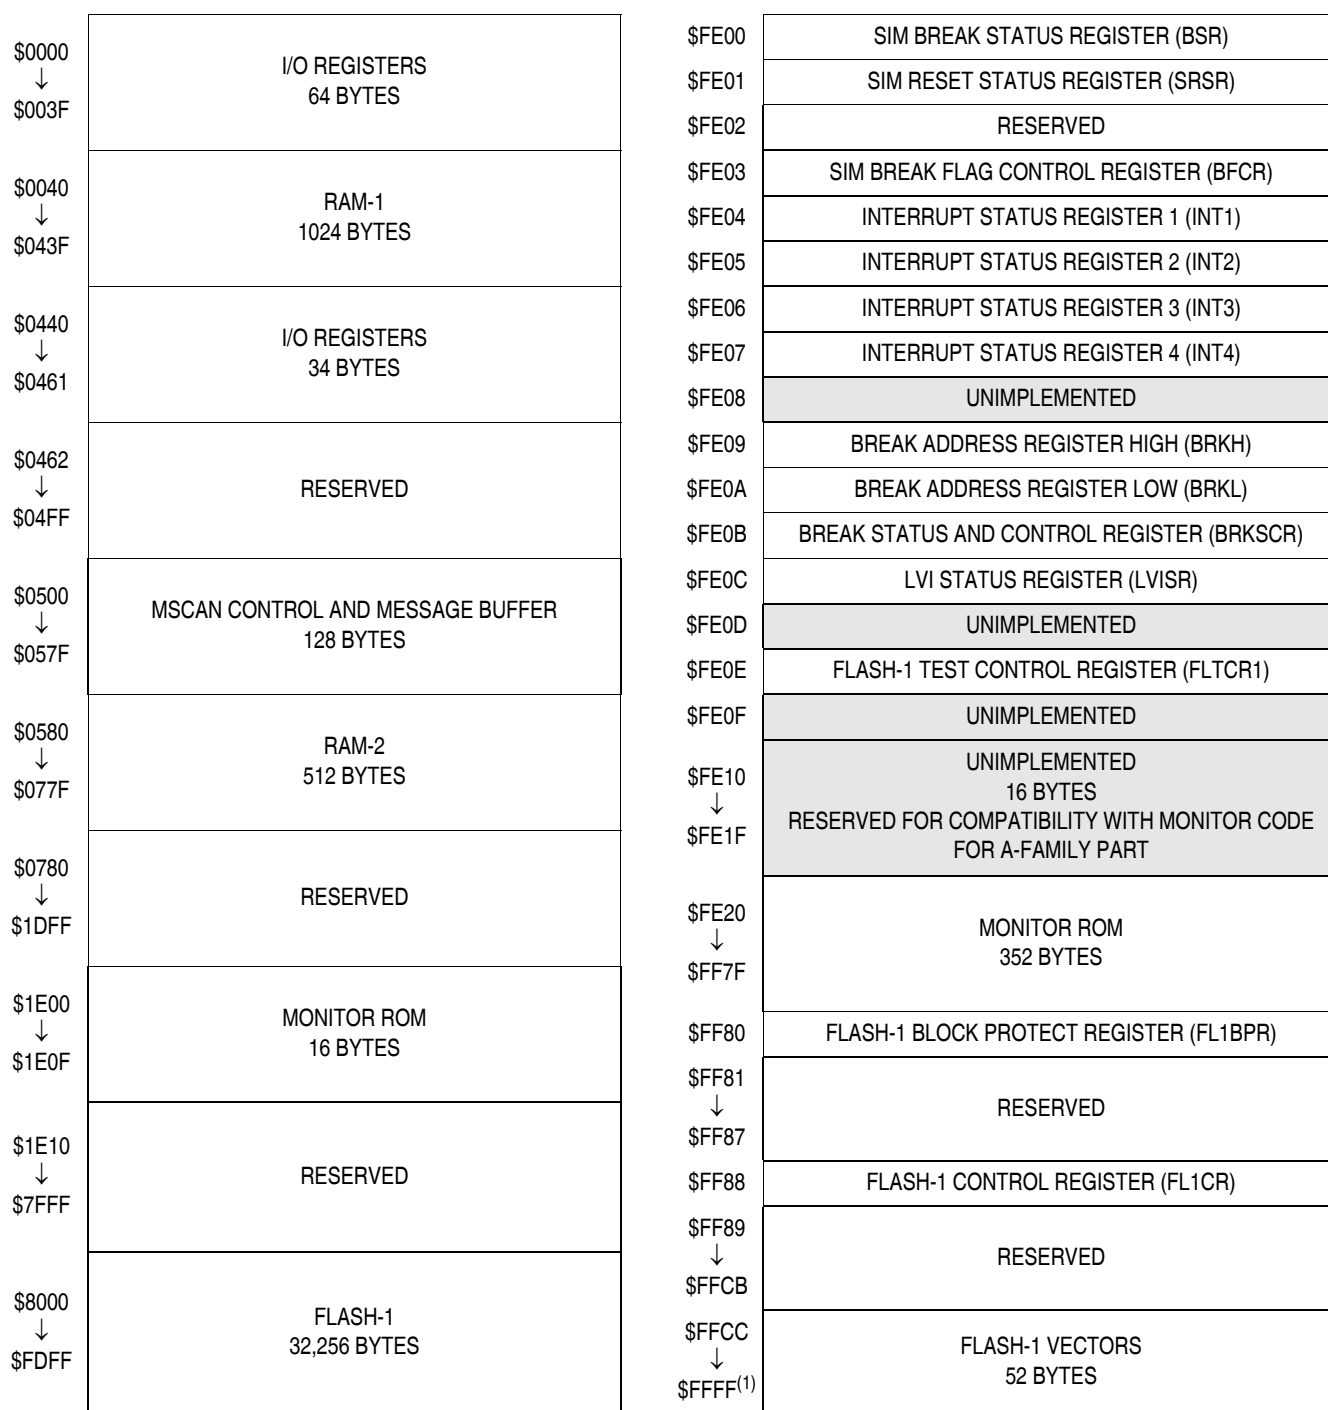 $0000
↓
$003F
I/O REGISTERS
64 BYTES
$0040
↓
$043F
RAM-1
1024 BYTES
$0440
↓
$0461
I/O REGISTERS
34 BYTES
$0462
↓
$04FF
RESERVED
$0500
↓
$057F
MSCAN CONTROL AND MESSAGE BUFFER
128 BYTES
$0580
↓
$077F
RAM-2
512 BYTES
$0780
↓
$1DFF
RESERVED
$1E00
↓
$1E0F
MONITOR ROM
16 BYTES
$1E10
↓
$7FFF
RESERVED
$8000
↓
$FDFF
FLASH-1
32,256 BYTES
$FE00 SIM BREAK STATUS REGISTER (BSR)
$FE01 SIM RESET STATUS REGISTER (SRSR)
$FE02 RESERVED
$FE03 SIM BREAK FLAG CONTROL REGISTER (BFCR)
$FE04 INTERRUPT STATUS REGISTER 1 (INT1)
$FE05 INTERRUPT STATUS REGISTER 2 (INT2)
$FE06 INTERRUPT STATUS REGISTER 3 (INT3)
$FE07 INTERRUPT STATUS REGISTER 4 (INT4)
$FE08 UNIMPLEMENTED
$FE09 BREAK ADDRESS REGISTER HIGH (BRKH)
$FE0A BREAK ADDRESS REGISTER LOW (BRKL)
$FE0B BREAK STATUS AND CONTROL REGISTER (BRKSCR)
$FE0C LVI STATUS REGISTER (LVISR)
$FE0D UNIMPLEMENTED
$FE0E FLASH-1 TEST CONTROL REGISTER (FLTCR1)
$FE0F UNIMPLEMENTED
$FE10
↓
$FE1F
UNIMPLEMENTED
16 BYTES
RESERVED FOR COMPATIBILITY WITH MONITOR CODE
FOR A-FAMILY PART
$FE20
↓
$FF7F
MONITOR ROM
352 BYTES
$FF80 FLASH-1 BLOCK PROTECT REGISTER (FL1BPR)
$FF81
↓
$FF87
RESERVED
$FF88 FLASH-1 CONTROL REGISTER (FL1CR)
$FF89
↓
$FFCB
RESERVED
$FFCC
↓
$FFFF(1)
FLASH-1 VECTORS
52 BYTES